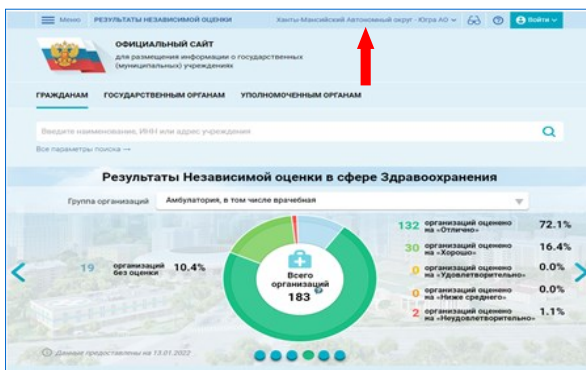 Меню РЕЗУЛЬТАТЫ НЕЗАВИСИМОЙ ОЦЕНКИ Ханты-Мансийский Автономный округ - Югра АО Войти
ОФИЦИАЛЬНЫЙ САЙТ
для размещения информации о государственных
(муниципальных) учреждениях
ГРАЖДАНАМ ГОСУДАРСТВЕННЫМ ОРГАНАМ УПОЛНОМОЧЕННЫМ ОРГАНАМ
Введите наименование, ИНН или адрес учреждения
Все параметры поиска →
Результаты Независимой оценки в сфере Здравоохранения
Группа организаций Амбулатория, в том числе врачебная
19 организаций
без оценки 10.4%
Всего
организаций
183
132 организаций оценено
на «Отлично» 72.1%
30 организаций оценено
на «Хорошо» 16.4%
0 организаций оценено
на «Удовлетворительно» 0.0%
0 организаций оценено
на «Ниже среднего» 0.0%
2 организаций оценено
на «Неудовлетворительно» 1.1%
Данные предоставлены на 13.01.2022